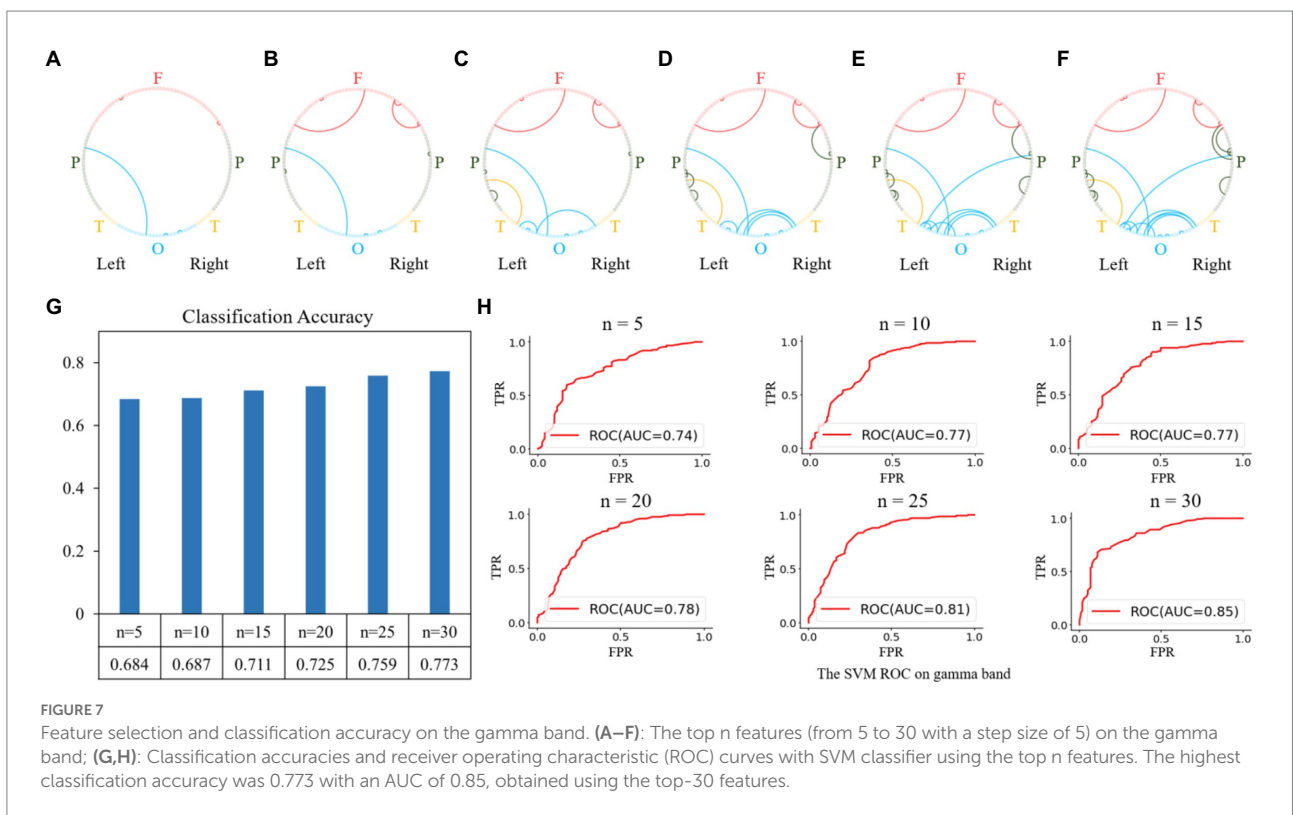 A B C D E F
F F F F F F
P P P P P P P P P P P P
T T T T T T T T T T T T
O O O O O O
Left Right Left Right Left Right Left Right Left Right Left Right
G
Classification Accuracy
0.8
0.6
0.4
0.2
0
n=5 n=10 n=15 n=20 n=25 n=30
0.684 0.687 0.711 0.725 0.759 0.773
H
n = 5
TPR
1.0
0.5
0.0
ROC(AUC=0.74)
0.0 0.5 1.0
FPR
n = 10
TPR
1.0
0.5
0.0
ROC(AUC=0.77)
0.0 0.5 1.0
FPR
n = 15
TPR
1.0
0.5
0.0
ROC(AUC=0.77)
0.0 0.5 1.0
FPR
n = 20
TPR
1.0
0.5
0.0
ROC(AUC=0.78)
0.0 0.5 1.0
FPR
n = 25
TPR
1.0
0.5
0.0
ROC(AUC=0.81)
0.0 0.5 1.0
FPR
n = 30
TPR
1.0
0.5
0.0
ROC(AUC=0.85)
0.0 0.5 1.0
FPR
The SVM ROC on gamma band
FIGURE 7
Feature selection and classification accuracy on the gamma band. (A–F): The top n features (from 5 to 30 with a step size of 5) on the gamma
band; (G,H): Classification accuracies and receiver operating characteristic (ROC) curves with SVM classifier using the top n features. The highest
classification accuracy was 0.773 with an AUC of 0.85, obtained using the top-30 features.